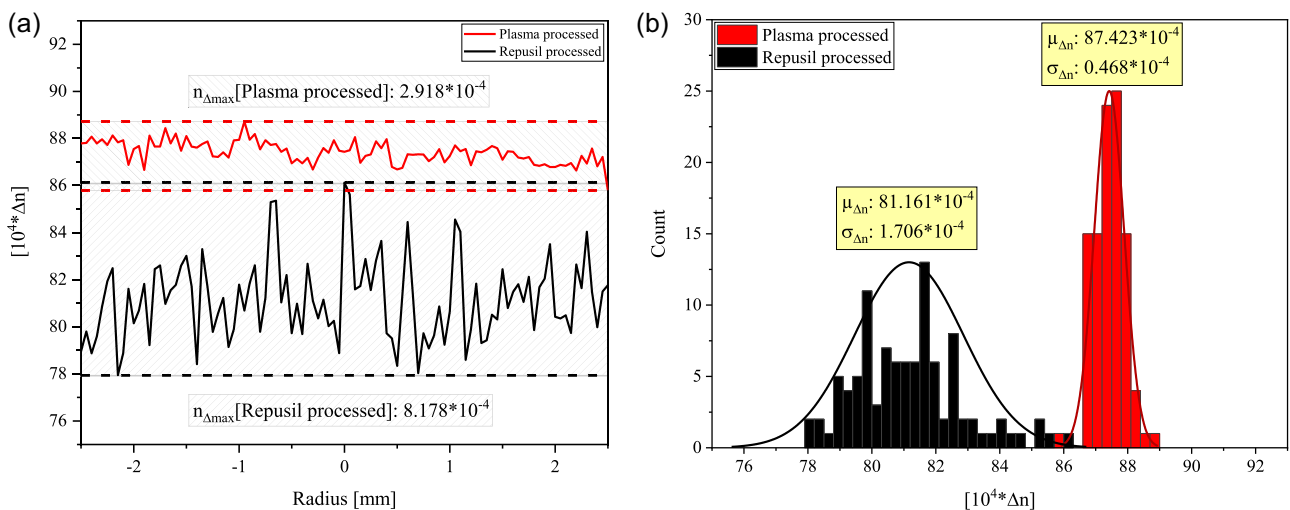 (a)
92
90
88
86
84
82
80
78
76
[10⁴*Δn]
Plasma processed
Repusil processed
n_Δmax[Plasma processed]: 2.918*10⁻⁴
n_Δmax[Repusil processed]: 8.178*10⁻⁴
-2 -1 0 1 2
Radius [mm]
(b)
30
25
20
15
10
5
0
Count
Plasma processed
Repusil processed
μ_Δn: 87.423*10⁻⁴
σ_Δn: 0.468*10⁻⁴
μ_Δn: 81.161*10⁻⁴
σ_Δn: 1.706*10⁻⁴
76 78 80 82 84 86 88 90 92
[10⁴*Δn]